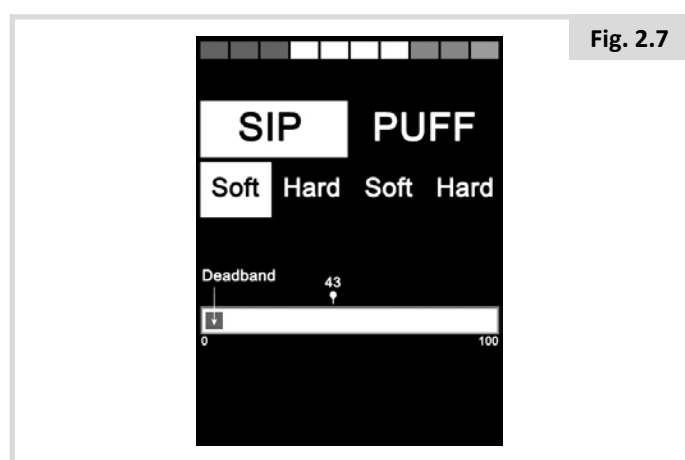 Fig. 2.7
SIP PUFF
Soft Hard Soft Hard
Deadband
43
0 100